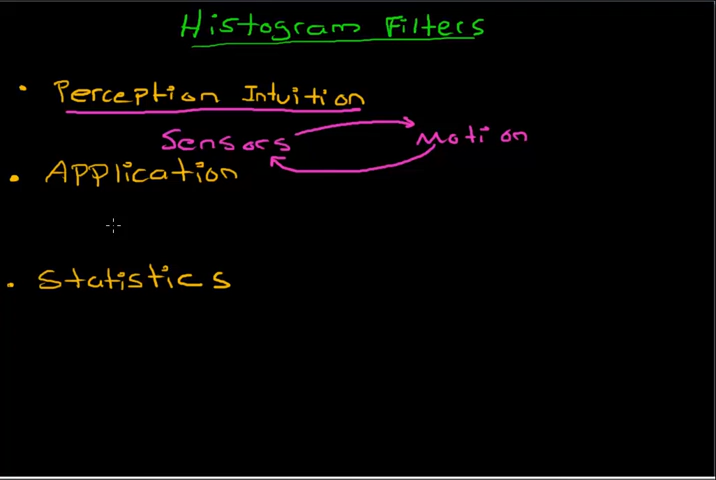 Histogram Filters
• Perception Intuition
Sensors Motion
• Application
• Statistics